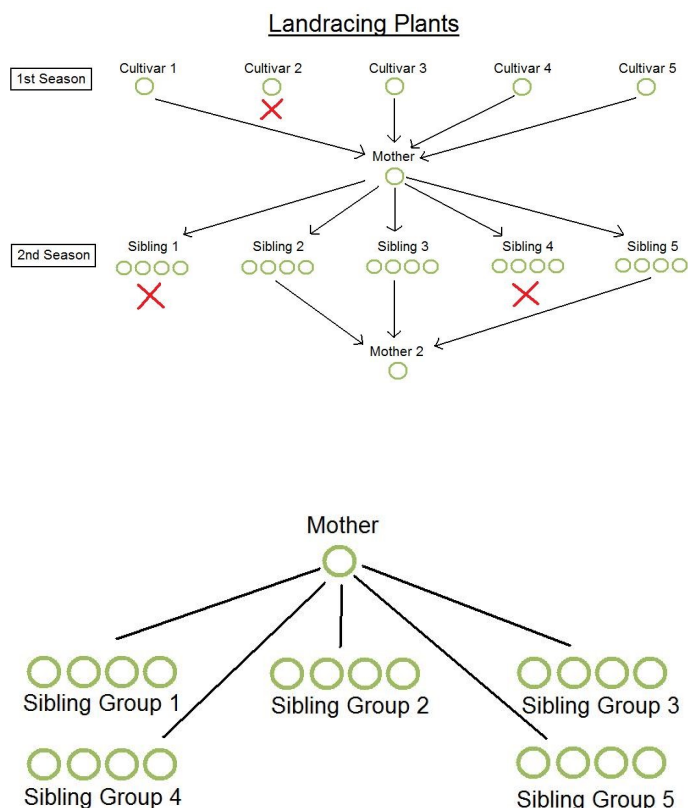 Landracing Plants
1st Season
Cultivar 1
Cultivar 2
Cultivar 3
Cultivar 4
Cultivar 5
Mother
2nd Season
Sibling 1
Sibling 2
Sibling 3
Sibling 4
Sibling 5
Mother 2
Mother
Sibling Group 1
Sibling Group 2
Sibling Group 3
Sibling Group 4
Sibling Group 5